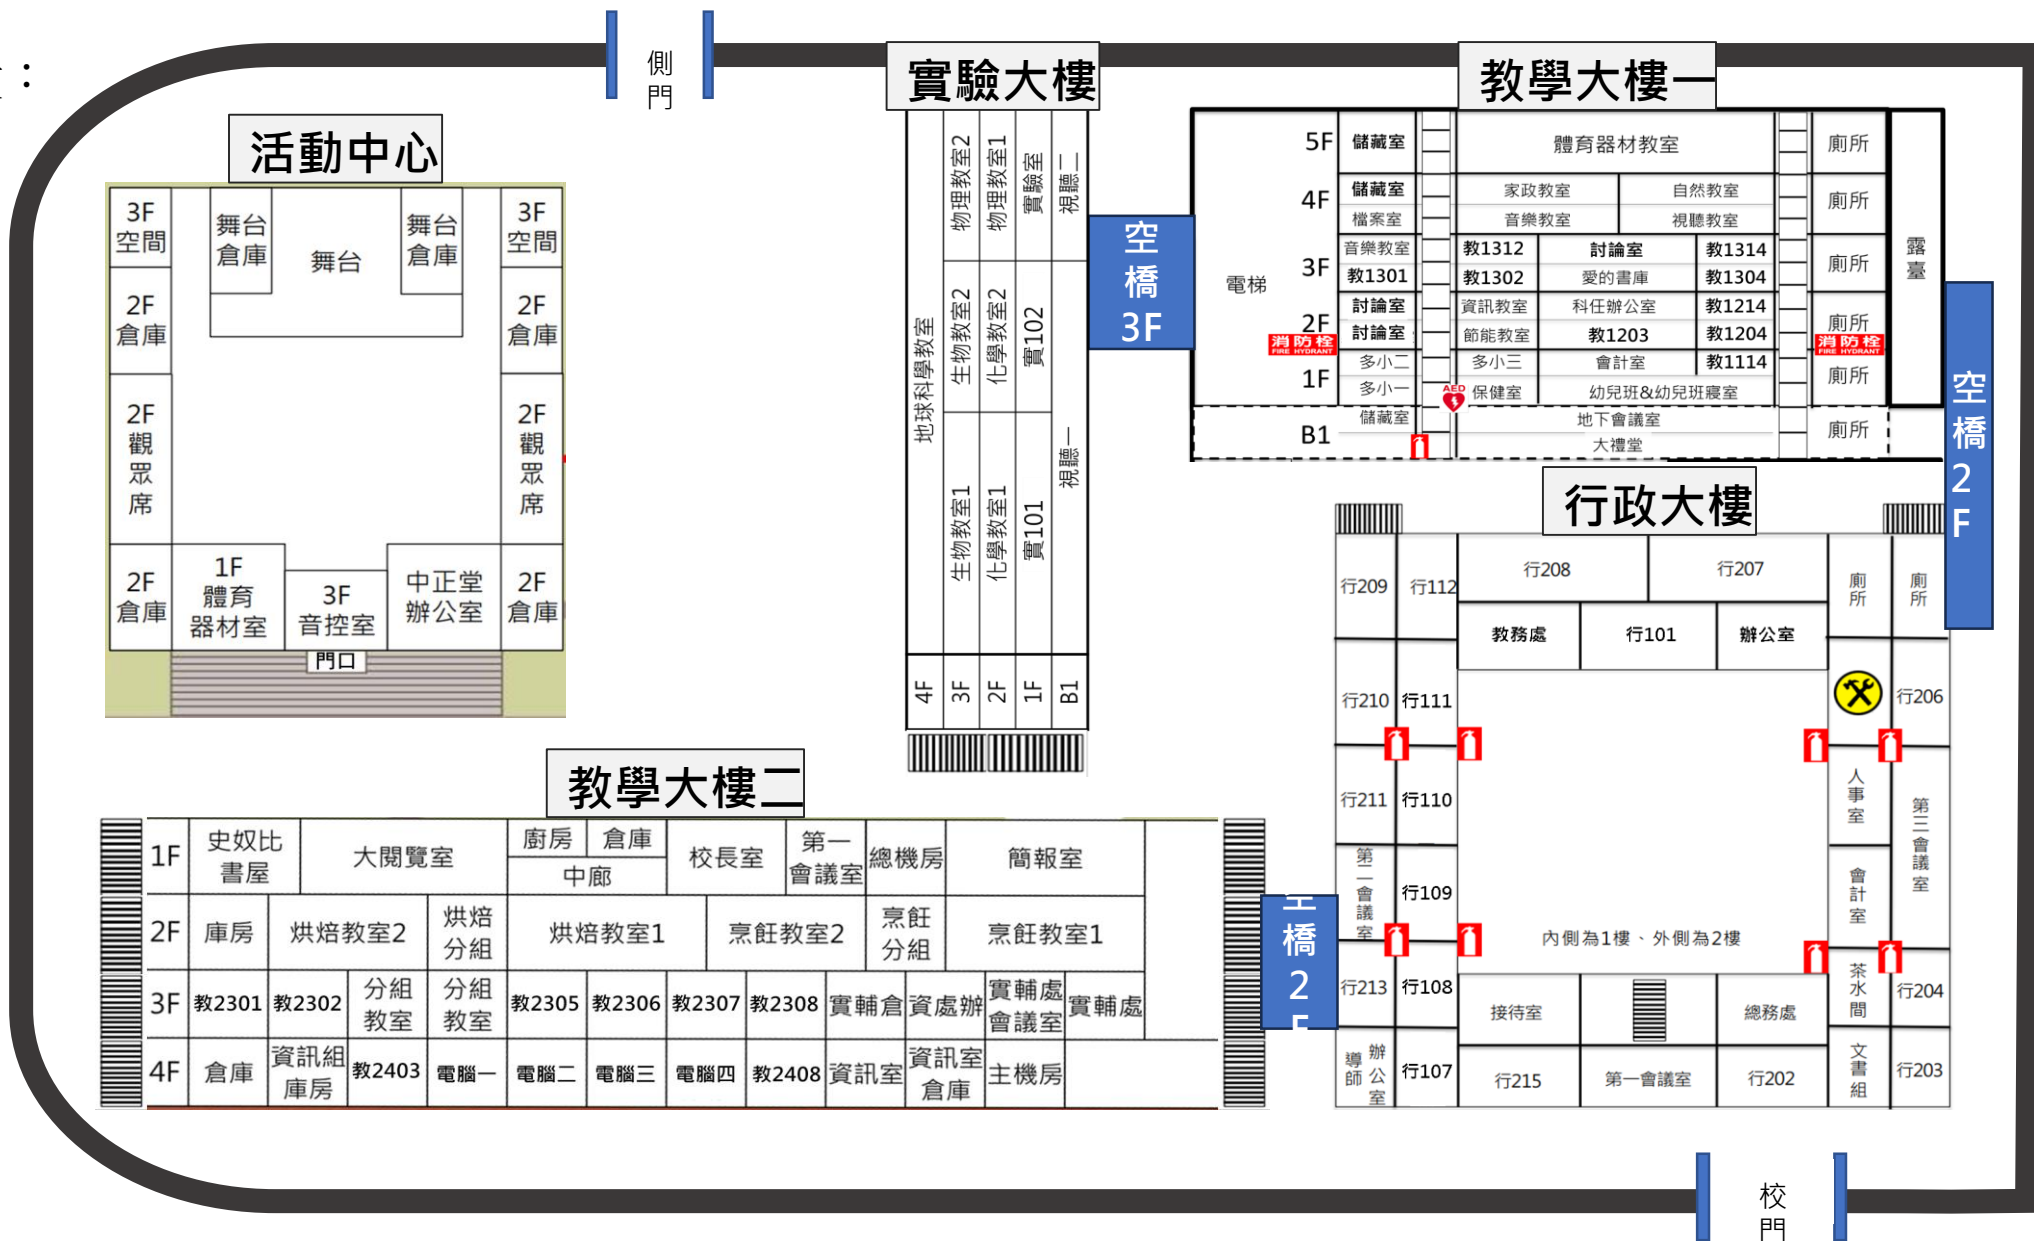 ：
側
門
活動中心
3F
空間
舞台
倉庫
舞台
舞台
倉庫
3F
空間
2F
倉庫
2F
倉庫
2F
觀
眾
席
2F
觀
眾
席
2F
倉庫
1F
體育
器材室
3F
音控室
中正堂
辦公室
2F
倉庫
門口
實驗大樓
地球科學教室
4F
物理教室2
生物教室2
生物教室1
3F
物理教室1
化學教室2
化學教室1
2F
實驗室
實102
實101
1F
視聽二
視聽一
B1
空
橋
3F
教學大樓一
電梯
5F
儲藏室
體育器材教室
廁所
4F
儲藏室
家政教室
自然教室
檔案室
音樂教室
視聽教室
廁所
3F
音樂教室
教1312
討論室
教1314
教1301
教1302
愛的書庫
教1304
廁所
2F
討論室
資訊教室
科任辦公室
教1214
討論室
節能教室
教1203
教1204
廁所
消防栓
FIRE HYDRANT
消防栓
FIRE HYDRANT
1F
多小二
多小三
會計室
教1114
多小一
AED
保健室
幼兒班&幼兒班寢室
廁所
B1
儲藏室
地下會議室
大禮堂
廁所
露
臺
空
橋
2
F
行政大樓
行209
行112
行208
行207
廁
所
廁
所
教務處
行101
辦公室
行210
行111
行206
行211
行110
人
事
室
第
三
會
議
室
第
二
會
議
室
行109
會
計
室
內側為1樓、外側為2樓
行213
行108
接待室
總務處
茶
水
間
行204
導
師
辦
公
室
行107
行215
第一會議室
行202
文
書
組
行203
教學大樓二
1F
史奴比
書屋
大閱覽室
廚房
倉庫
中廊
校長室
第一
會議室
總機房
簡報室
2F
庫房
烘焙教室2
烘焙
分組
烘焙教室1
烹飪教室2
烹飪
分組
烹飪教室1
3F
教2301
教2302
分組
教室
分組
教室
教2305
教2306
教2307
教2308
實輔倉
資處辦
實輔處
會議室
實輔處
4F
倉庫
資訊組
庫房
教2403
電腦一
電腦二
電腦三
電腦四
教2408
資訊室
資訊室
倉庫
主機房
橋
2
校
門